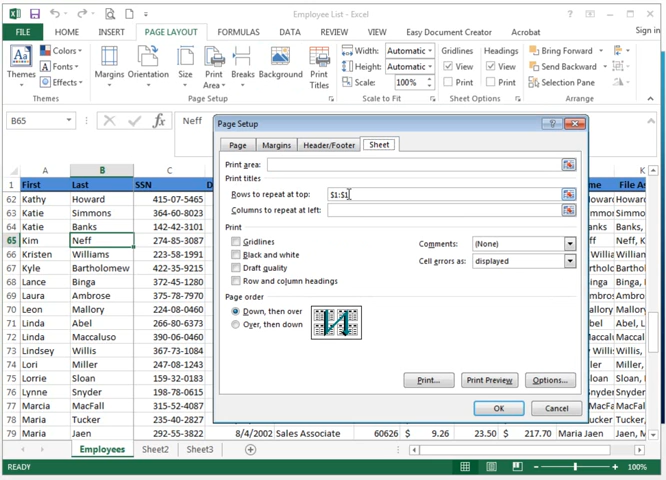 Employee List - Excel
Sign in
FILE HOME INSERT PAGE LAYOUT FORMULAS DATA REVIEW VIEW Easy Document Creator Acrobat
Aa Themes
Colors
Fonts
Effects
Margins Orientation Size Print Area Breaks Background Print Titles
Width: Automatic
Height: Automatic
Scale: 100%
Gridlines Headings
View View
Print Print
Bring Forward
Send Backward
Selection Pane
Themes Page Setup Scale to Fit Sheet Options Arrange
B65 fx Neff
A B K
1 First Last SSN
62 Kathy Howard 415-07-5465
63 Katie Simmons 364-60-8023
64 Katie Banks 142-42-3101
65 Kim Neff 274-85-3087
66 Kristen Williams 223-58-1991
67 Kyle Bartholomew 422-35-9215
68 Lance Binga 372-45-1280
69 Laura Ambrose 375-78-7970
70 Leon Mallory 224-08-0460
71 Linda Abel 266-80-6373
72 Linda Maccaluso 390-06-0460
73 Lindsey Willis 367-73-1084
74 Lori Miller 247-08-1243
75 Lorrie Sloan 159-32-0183
76 Lynne Snyder 198-78-0615
77 Marcia MacFall 315-52-4087
78 Maria Tucker 235-40-2887
79 Maria Jaen 292-55-3822 8/4/2002 Sales Associate 60626 $ 9.26 23.50 $ 217.70 Maria Jaen Jaen, M
Page Setup
Page Margins Header/Footer Sheet
Print area:
Print titles
Rows to repeat at top: $1:$1
Columns to repeat at left:
Print
Gridlines
Black and white
Draft quality
Row and column headings
Comments: (None)
Cell errors as: displayed
Page order
Down, then over
Over, then down
Print... Print Preview Options...
OK Cancel
Employees Sheet2 Sheet3
READY 100%